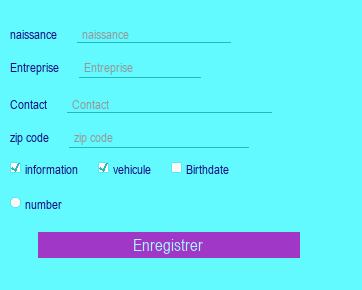 naissance naissance
Entreprise Entreprise
Contact Contact
zip code zip code
information vehicule Birthdate
number
Enregistrer